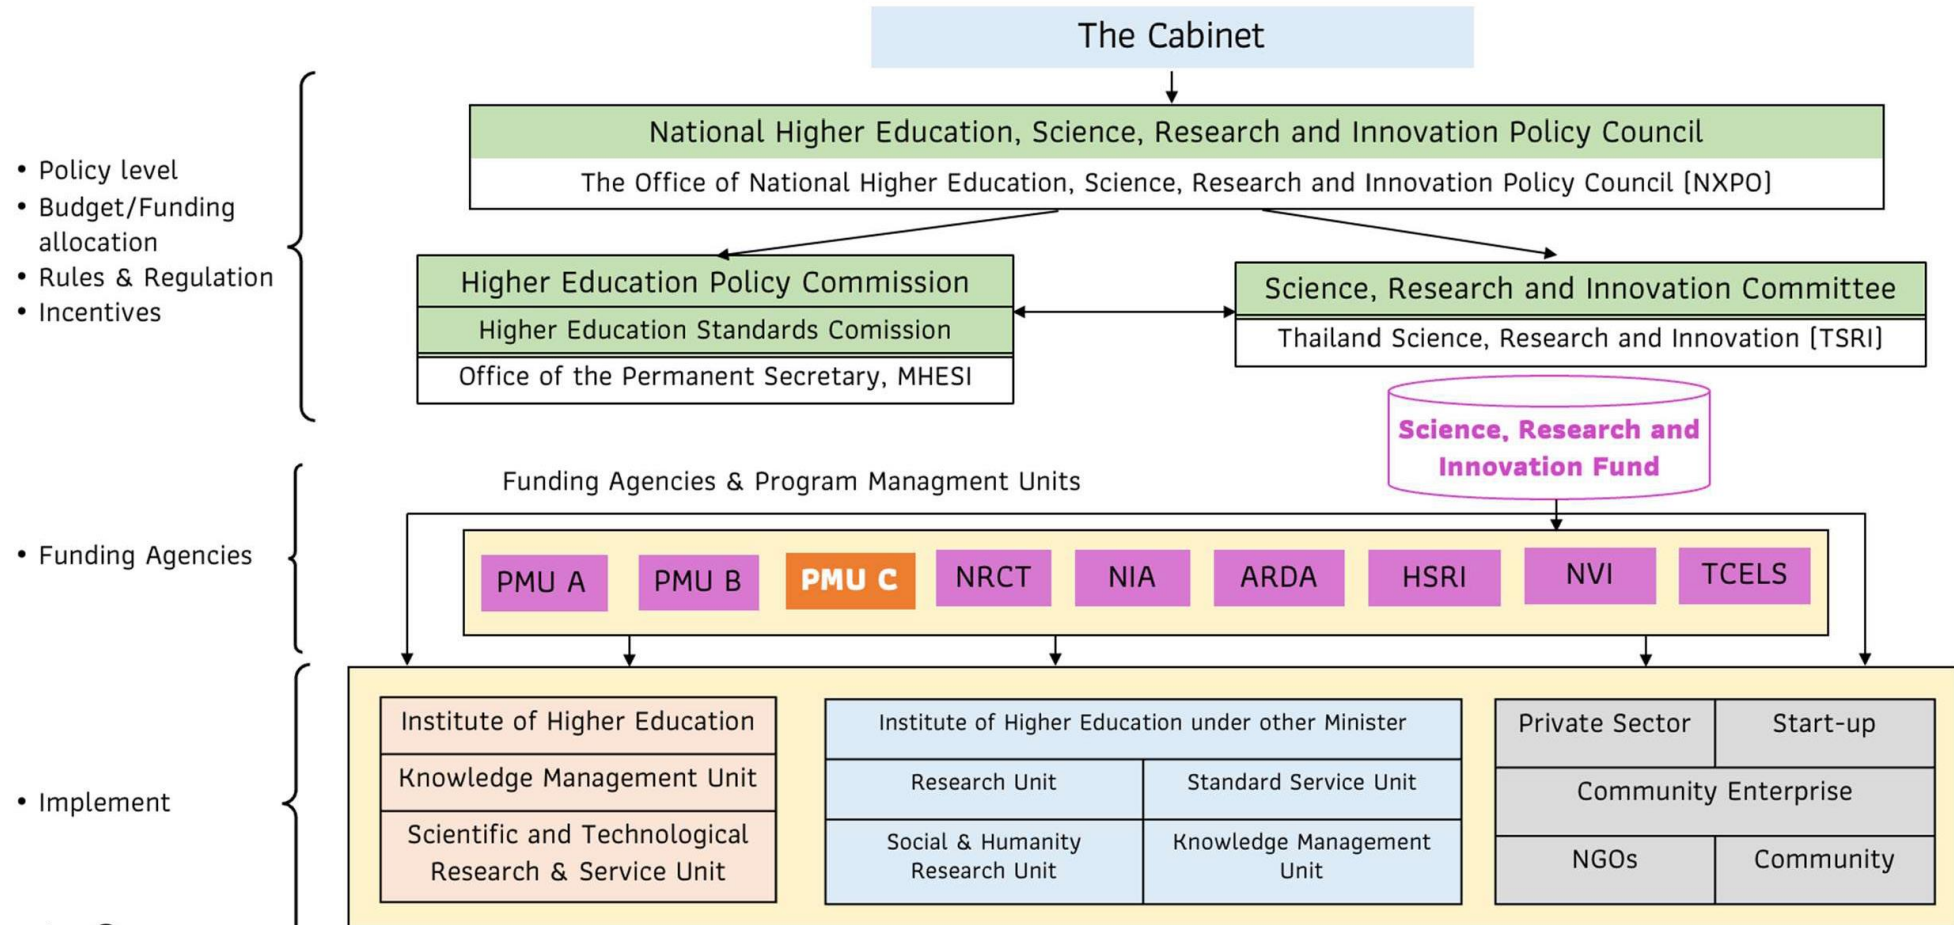 The Cabinet
National Higher Education, Science, Research and Innovation Policy Council
The Office of National Higher Education, Science, Research and Innovation Policy Council (NXPO)
• Policy level
• Budget/Funding
allocation
• Rules & Regulation
• Incentives
Higher Education Policy Commission
Higher Education Standards Comission
Office of the Permanent Secretary, MHESI
Science, Research and Innovation Committee
Thailand Science, Research and Innovation (TSRI)
Science, Research and
Innovation Fund
Funding Agencies & Program Managment Units
• Funding Agencies
PMU A
PMU B
PMU C
NRCT
NIA
ARDA
HSRI
NVI
TCELS
• Implement
Institute of Higher Education
Knowledge Management Unit
Scientific and Technological
Research & Service Unit
Institute of Higher Education under other Minister
Research Unit
Standard Service Unit
Social & Humanity
Research Unit
Knowledge Management
Unit
Private Sector
Start-up
Community Enterprise
NGOs
Community